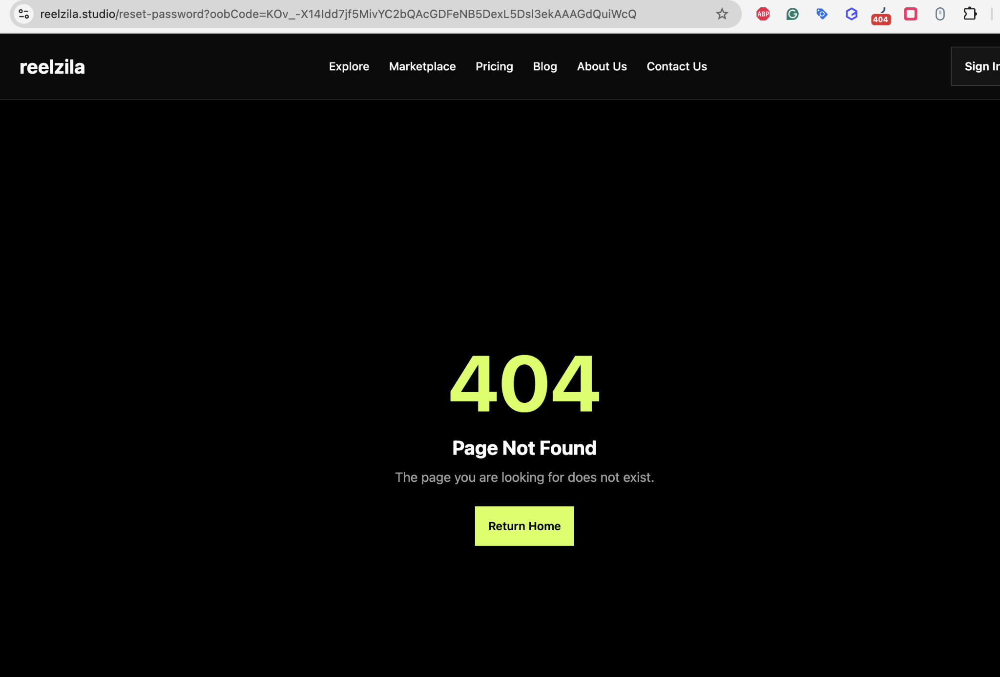 reelzila.studio/reset-password?oobCode=KOv_-X14Idd7jf5MivYC2bQAcGDFeNB5DexL5Dsl3ekAAAGdQuiWcQ
ABP
404
reelzila
Explore
Marketplace
Pricing
Blog
About Us
Contact Us
Sign In
404
Page Not Found
The page you are looking for does not exist.
Return Home